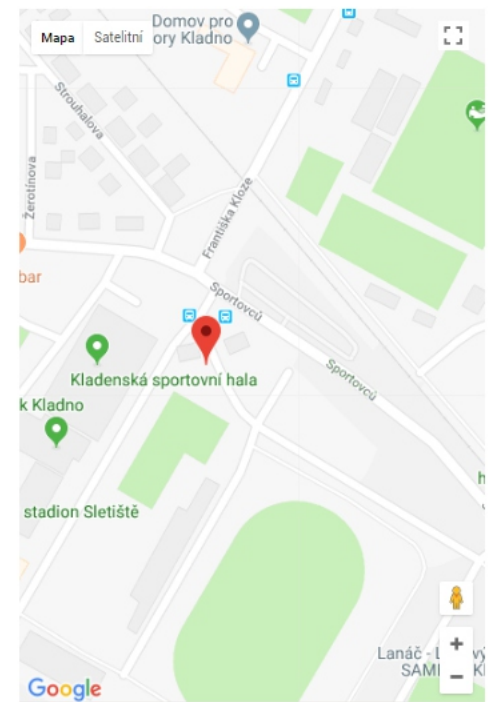 Mapa
Satelitní
Domov pro
ory Kladno
Strouhalova
Žerotínova
Františka Kloze
bar
Sportovců
Sportovců
Kladenská sportovní hala
k Kladno
h
stadion Sletiště
Lanáč - L
vý
SAM
K
+
−
Google